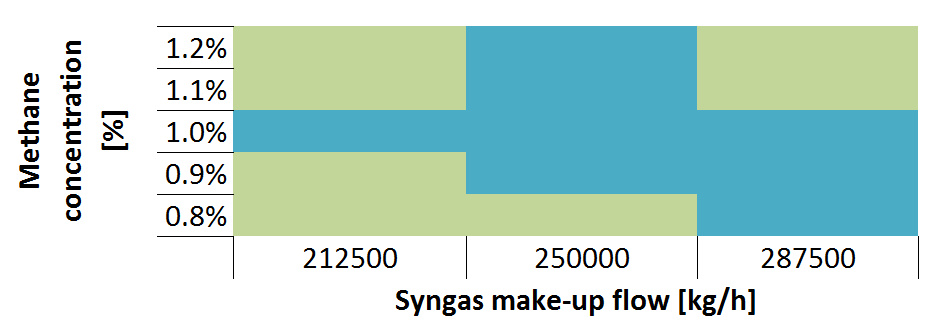 Methane
concentration
[%]
1.2%
1.1%
1.0%
0.9%
0.8%
212500 250000 287500
Syngas make-up flow [kg/h]